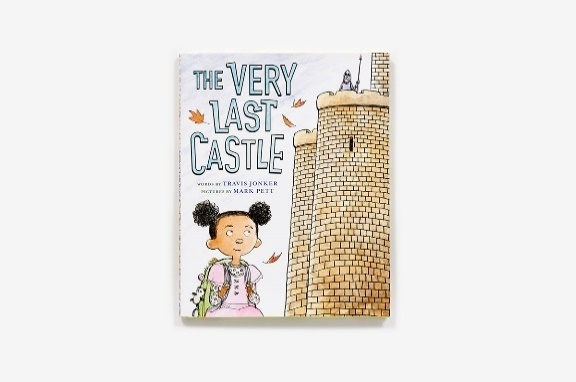 THE VERY
LAST
CASTLE
WORDS BY TRAVIS JONKER
PICTURES BY MARK PETT